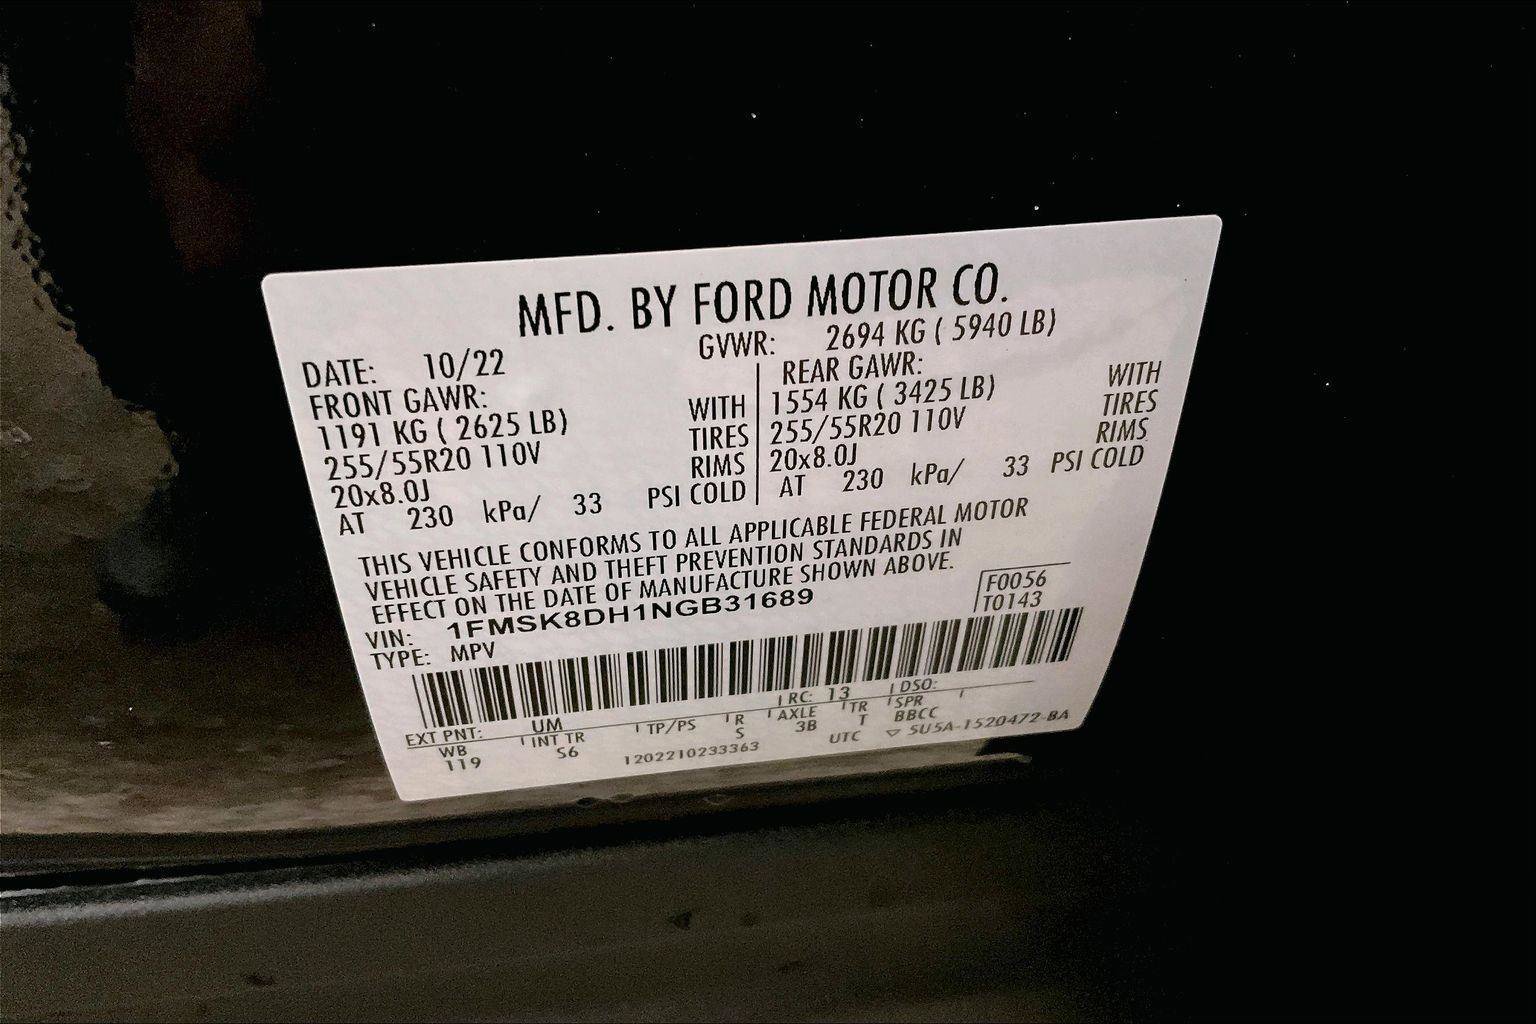 MFD. BY FORD MOTOR CO.
DATE: 10/22 GVWR: 2694 KG ( 5940 LB)
FRONT GAWR: REAR GAWR:
1191 KG ( 2625 LB) WITH 1554 KG ( 3425 LB) WITH
255/55R20 110V TIRES 255/55R20 110V TIRES
20x8.0J RIMS 20x8.0J RIMS
AT 230 kPa/ 33 PSI COLD AT 230 kPa/ 33 PSI COLD
THIS VEHICLE CONFORMS TO ALL APPLICABLE FEDERAL MOTOR
VEHICLE SAFETY AND THEFT PREVENTION STANDARDS IN
EFFECT ON THE DATE OF MANUFACTURE SHOWN ABOVE.
VIN: 1FMSK8DH1NGB31689 F0056
TYPE: MPV T0143
EXT PNT: UM RC: 13 DSO:
WB INT TR TP/PS R AXLE TR SPR
119 S6 S 3B T BBCC
1202210233363 UTC ▽ 5U5A-1520472-BA